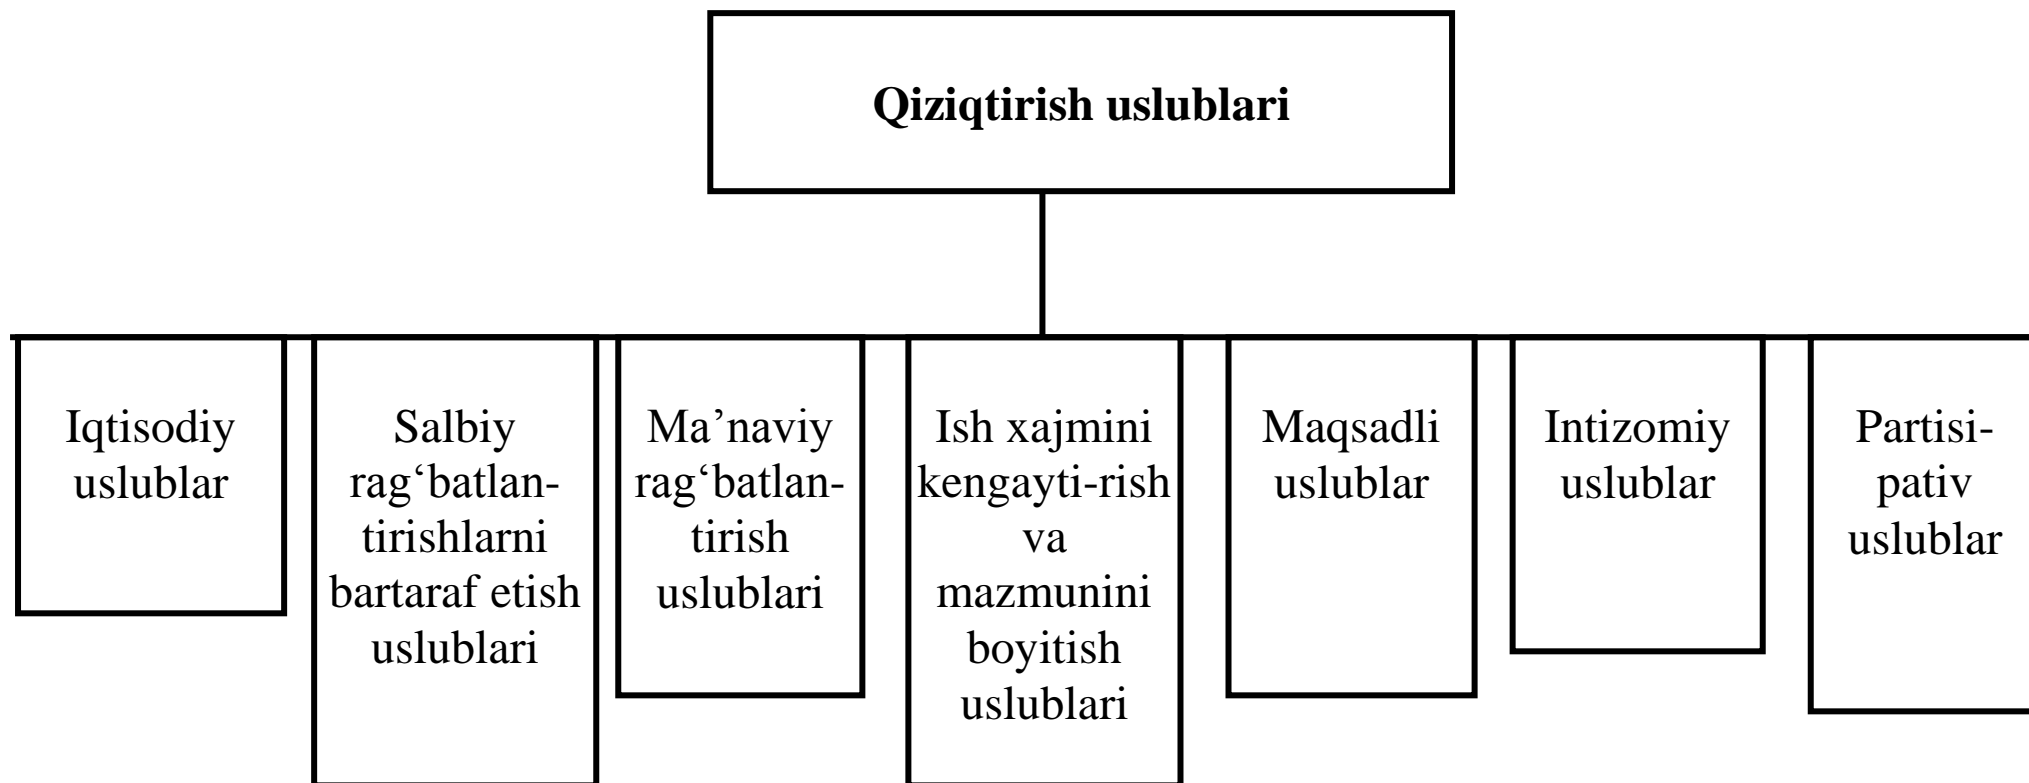 Qiziqtirish uslublari
Iqtisodiy
uslublar
Salbiy
rag‘batlan-
tirishlarni
bartaraf etish
uslublari
Ma’naviy
rag‘batlan-
tirish
uslublari
Ish xajmini
kengayti-rish
va
mazmunini
boyitish
uslublari
Maqsadli
uslublar
Intizomiy
uslublar
Partisi-
pativ
uslublar